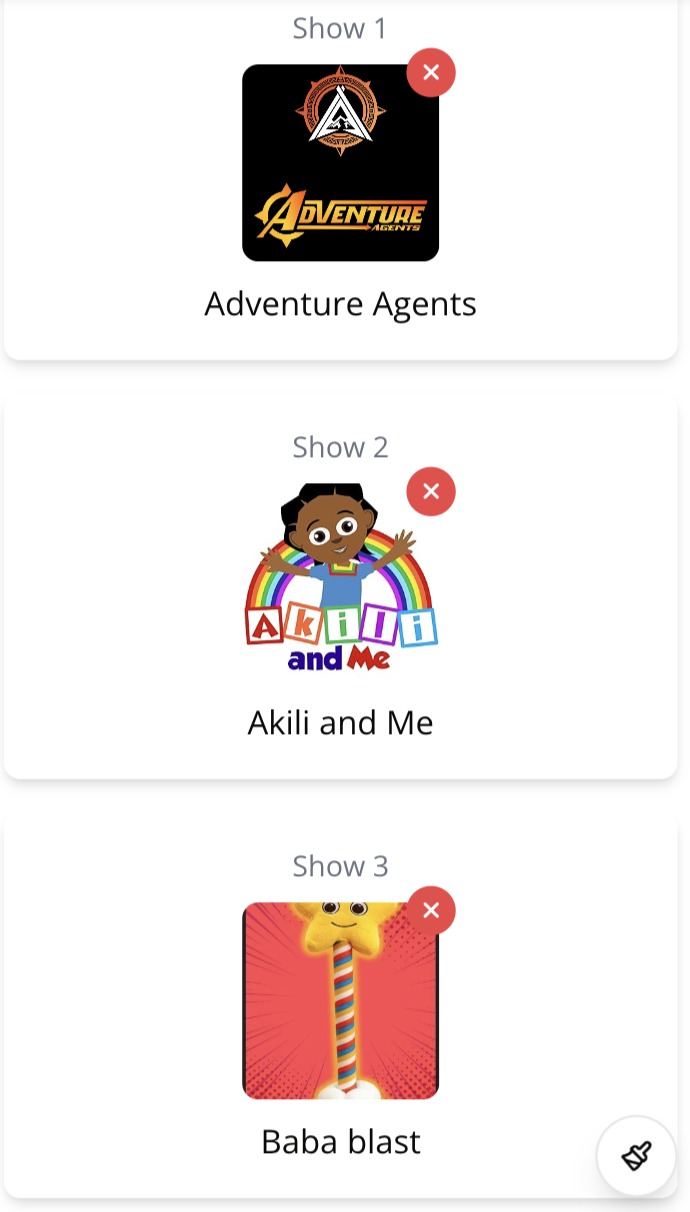 Show 1
ADVENTURE
AGENTS
Adventure Agents
Show 2
Akili
and Me
Akili and Me
Show 3
Baba blast